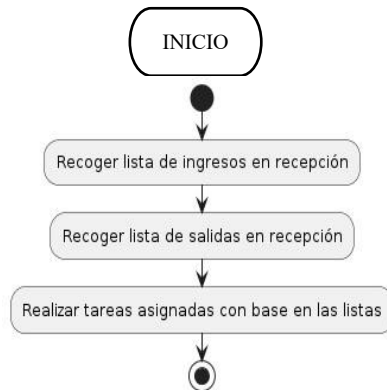 INICIO
Recoger lista de ingresos en recepción
Recoger lista de salidas en recepción
Realizar tareas asignadas con base en las listas